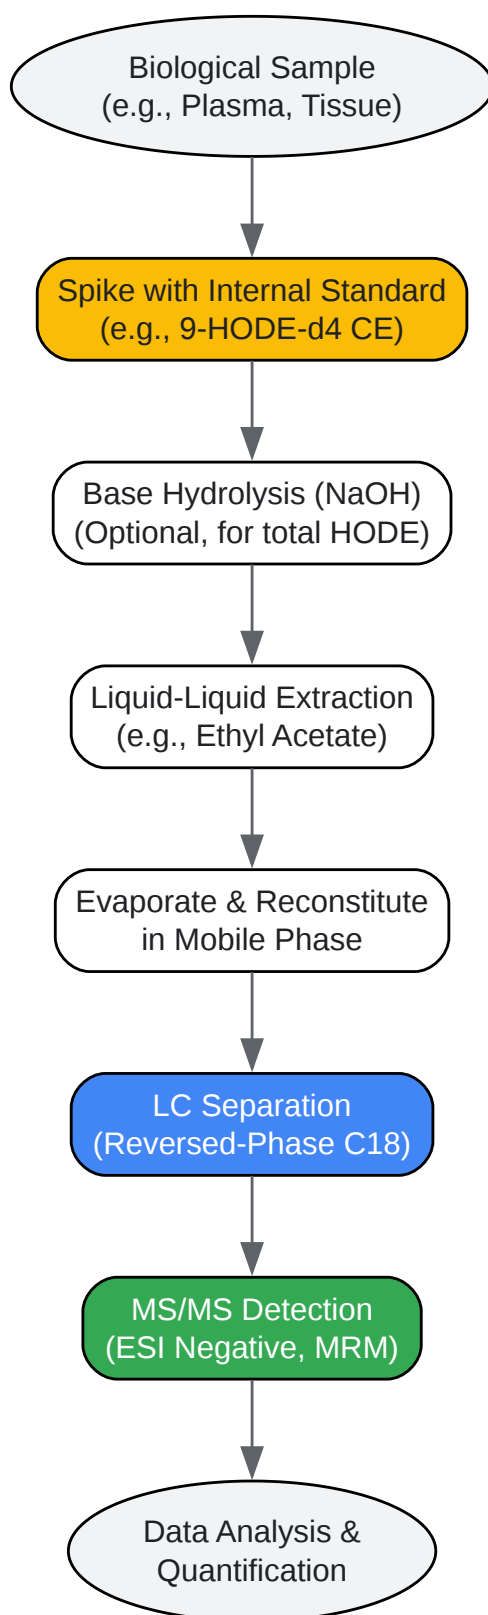 Biological Sample
(e.g., Plasma, Tissue)
Spike with Internal Standard
(e.g., 9-HODE-d4 CE)
Base Hydrolysis (NaOH)
(Optional, for total HODE)
Liquid-Liquid Extraction
(e.g., Ethyl Acetate)
Evaporate & Reconstitute
in Mobile Phase
LC Separation
(Reversed-Phase C18)
MS/MS Detection
(ESI Negative, MRM)
Data Analysis &
Quantification